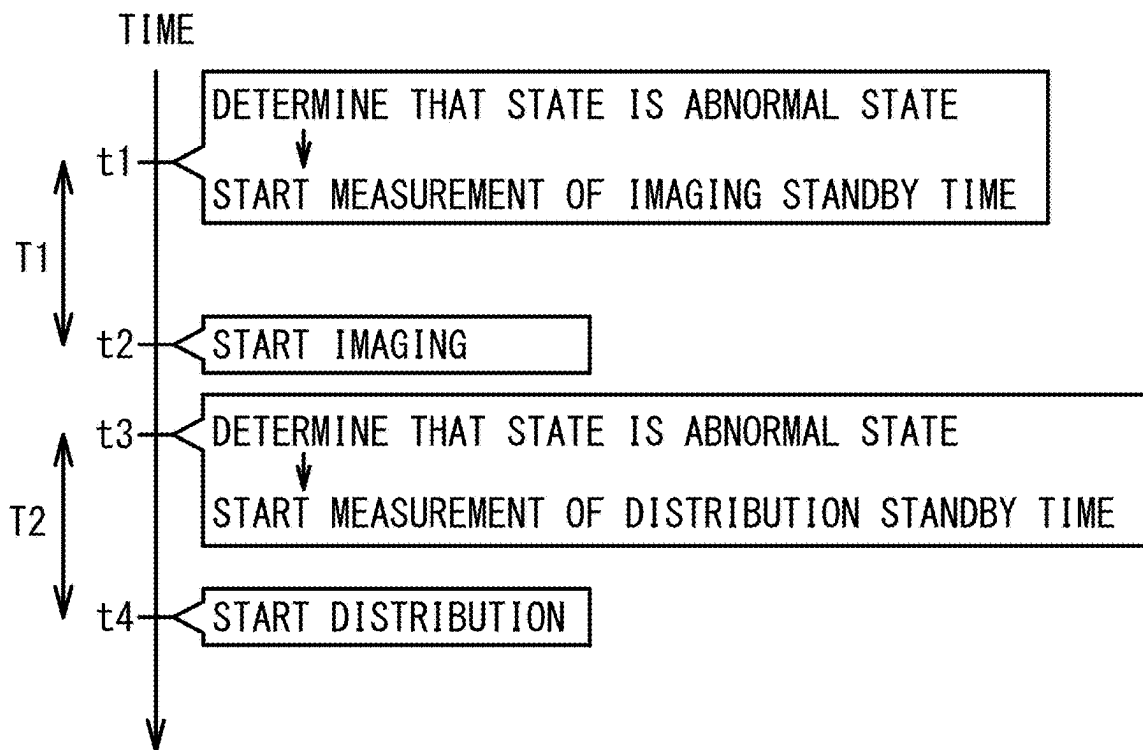 TIME
DETERMINE THAT STATE IS ABNORMAL STATE
t1
START MEASUREMENT OF IMAGING STANDBY TIME
T1
t2 START IMAGING
t3 DETERMINE THAT STATE IS ABNORMAL STATE
START MEASUREMENT OF DISTRIBUTION STANDBY TIME
T2
t4 START DISTRIBUTION